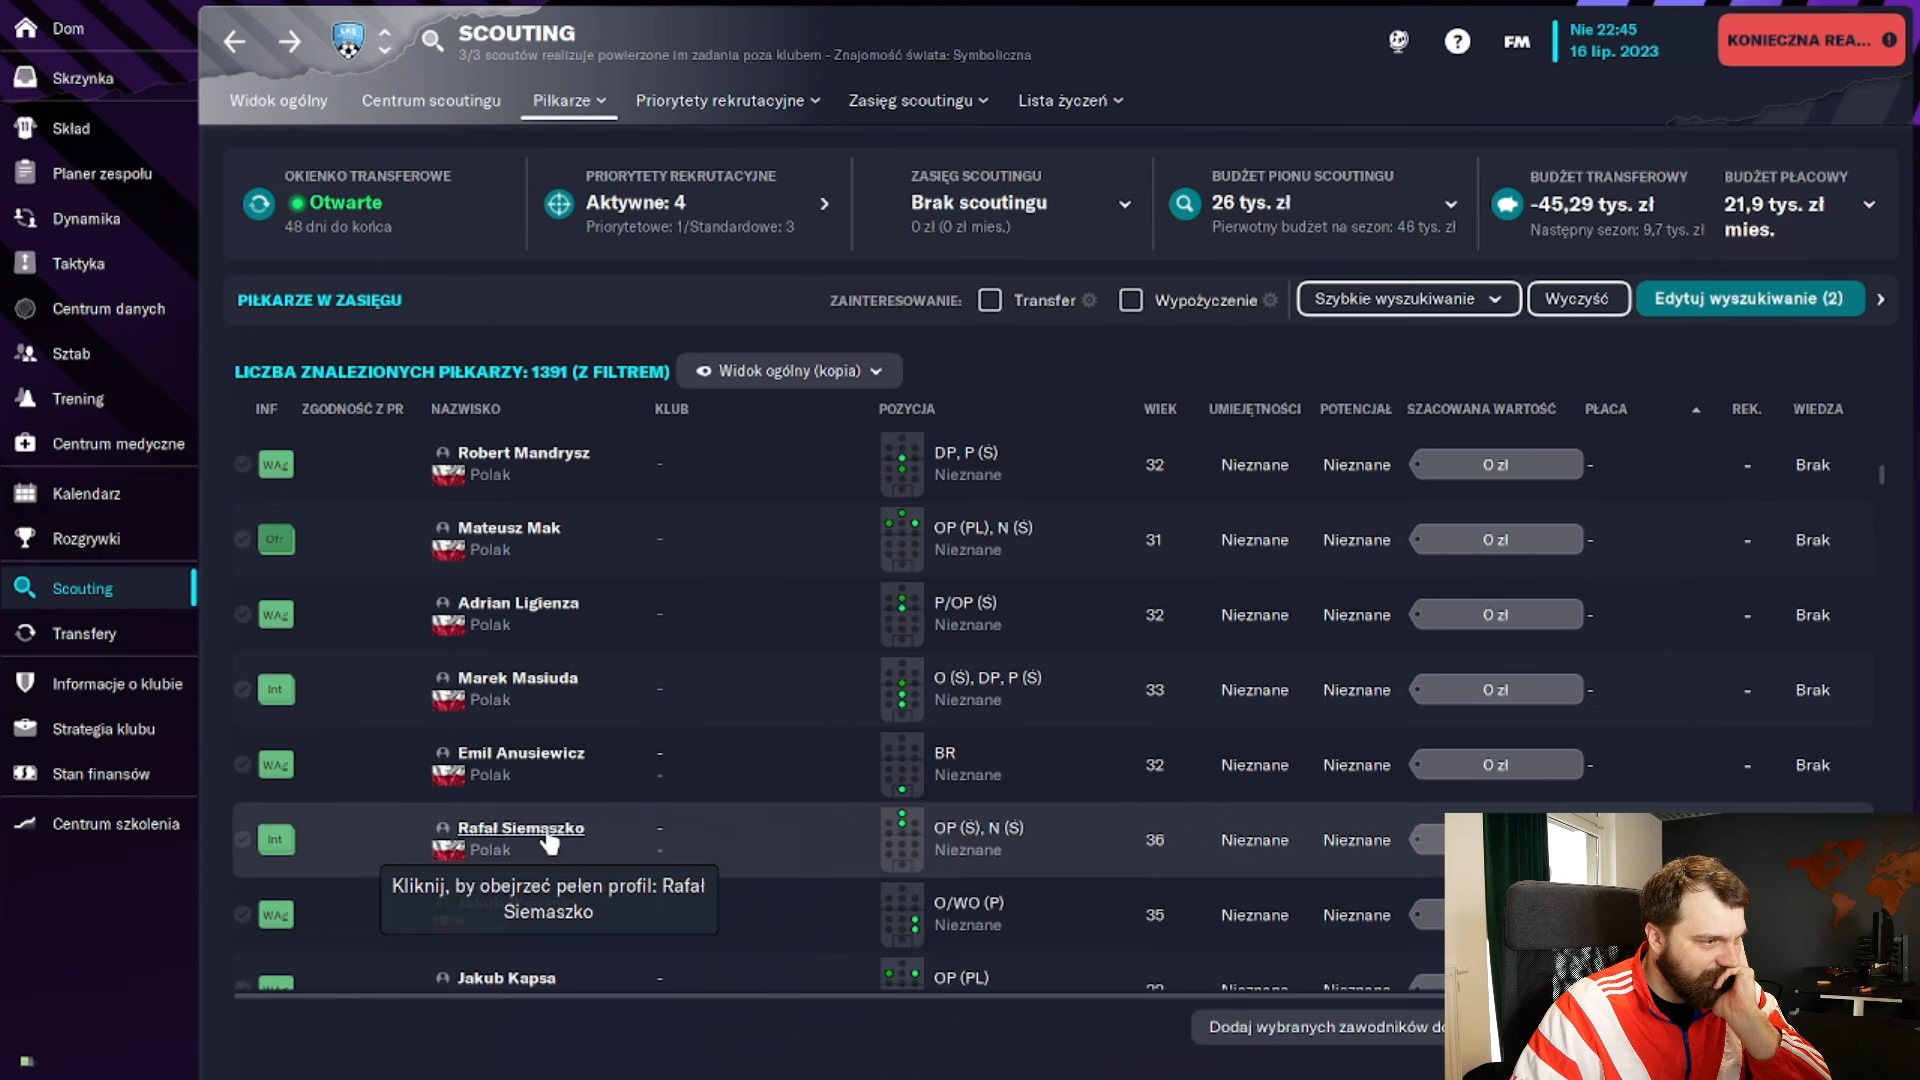 Dom
Skrzynka
Skład
Planer zespołu
Dynamika
Taktyka
Centrum danych
Sztab
Trening
Centrum medyczne
Kalendarz
Rozgrywki
Scouting
Transfery
Informacje o klubie
Strategia klubu
Stan finansów
Centrum szkolenia
SCOUTING
3/3 scoutów realizuje powierzone im zadania poza klubem - Znajomość świata: Symboliczna
FM
Nie 22:45
16 lip. 2023
KONIECZNA REA...
Widok ogólny
Centrum scoutingu
Piłkarze
Priorytety rekrutacyjne
Zasięg scoutingu
Lista życzeń
OKIENKO TRANSFEROWE
Otwarte
48 dni do końca
PRIORYTETY REKRUTACYJNE
Aktywne: 4
Priorytetowe: 1/Standardowe: 3
ZASIĘG SCOUTINGU
Brak scoutingu
0 zł (0 zł mies.)
BUDŻET PIONU SCOUTINGU
26 tys. zł
Pierwotny budżet na sezon: 46 tys. zł
BUDŻET TRANSFEROWY
-45,29 tys. zł
Następny sezon: 9,7 tys. zł
BUDŻET PŁACOWY
21,9 tys. zł
mies.
PIŁKARZE W ZASIĘGU
ZAINTERESOWANIE:
Transfer
Wypożyczenie
Szybkie wyszukiwanie
Wyczyść
Edytuj wyszukiwanie (2)
LICZBA ZNALEZIONYCH PIŁKARZY: 1391 (Z FILTREM)
Widok ogólny (kopia)
INF ZGODNOŚĆ Z PR NAZWISKO KLUB POZYCJA WIEK UMIEJĘTNOŚCI POTENCJAŁ SZACOWANA WARTOŚĆ PŁACA REK. WIEDZA
WAg Robert Mandrysz - DP, P (Ś) 32 Nieznane Nieznane 0 zł - - Brak
Polak Nieznane
Ofr Mateusz Mak - OP (PL), N (Ś) 31 Nieznane Nieznane 0 zł - - Brak
Polak Nieznane
WAg Adrian Ligienza - P/OP (Ś) 32 Nieznane Nieznane 0 zł - - Brak
Polak Nieznane
Int Marek Masiuda - O (Ś), DP, P (Ś) 33 Nieznane Nieznane 0 zł - - Brak
Polak Nieznane
WAg Emil Anusiewicz - BR 32 Nieznane Nieznane 0 zł - - Brak
Polak - Nieznane
Int Rafał Siemaszko - OP (Ś), N (Ś) 36 Nieznane Nieznane
Polak - Nieznane
Kliknij, by obejrzeć pełen profil: Rafał
Siemaszko
WAg O/WO (P) 35 Nieznane Nieznane
Nieznane
Jakub Kapsa - OP (PL)
Dodaj wybranych zawodników do